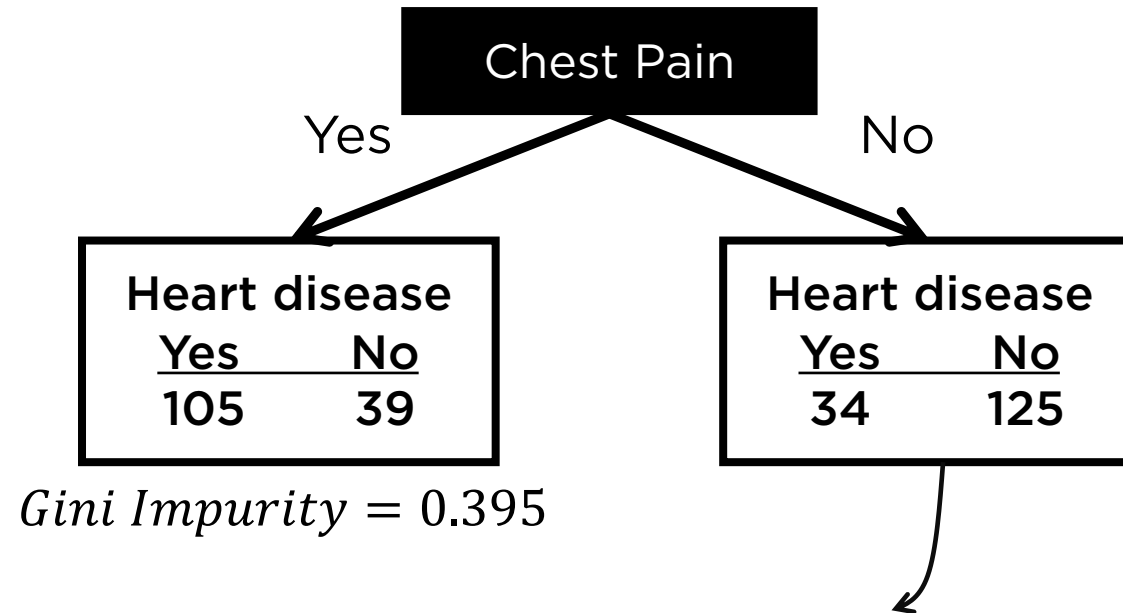 Chest Pain
Yes
No
Heart disease
Yes No
105 39
Heart disease
Yes No
34 125
Gini Impurity = 0.395